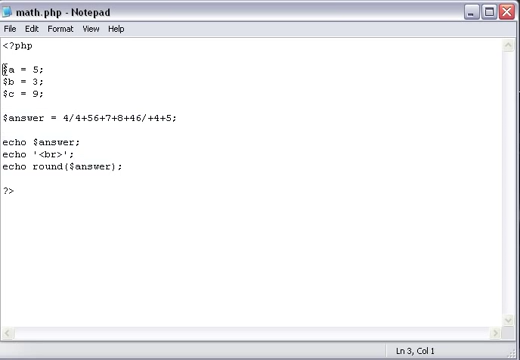 math.php - Notepad
File Edit Format View Help
<?php
$a = 5;
$b = 3;
$c = 9;
$answer = 4/4+56+7+8+46/+4+5;
echo $answer;
echo '<br>';
echo round($answer);
?>
Ln 3, Col 1